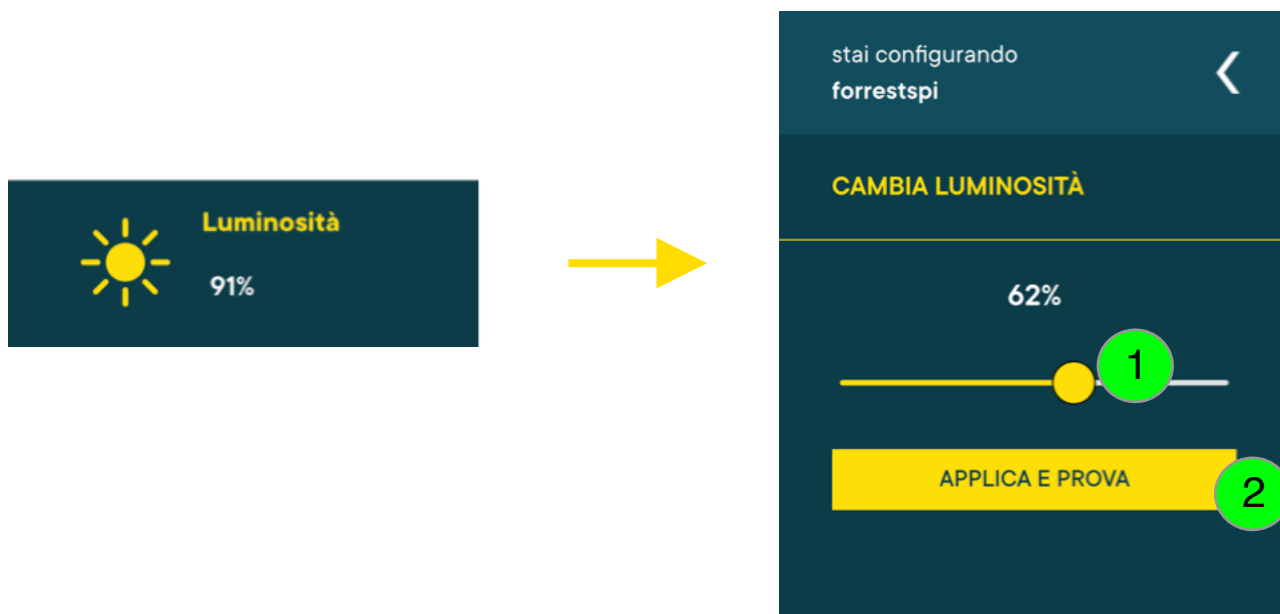 Luminosità
91%
stai configurando
forrestspi
CAMBIA LUMINOSITÀ
62%
1
APPLICA E PROVA
2